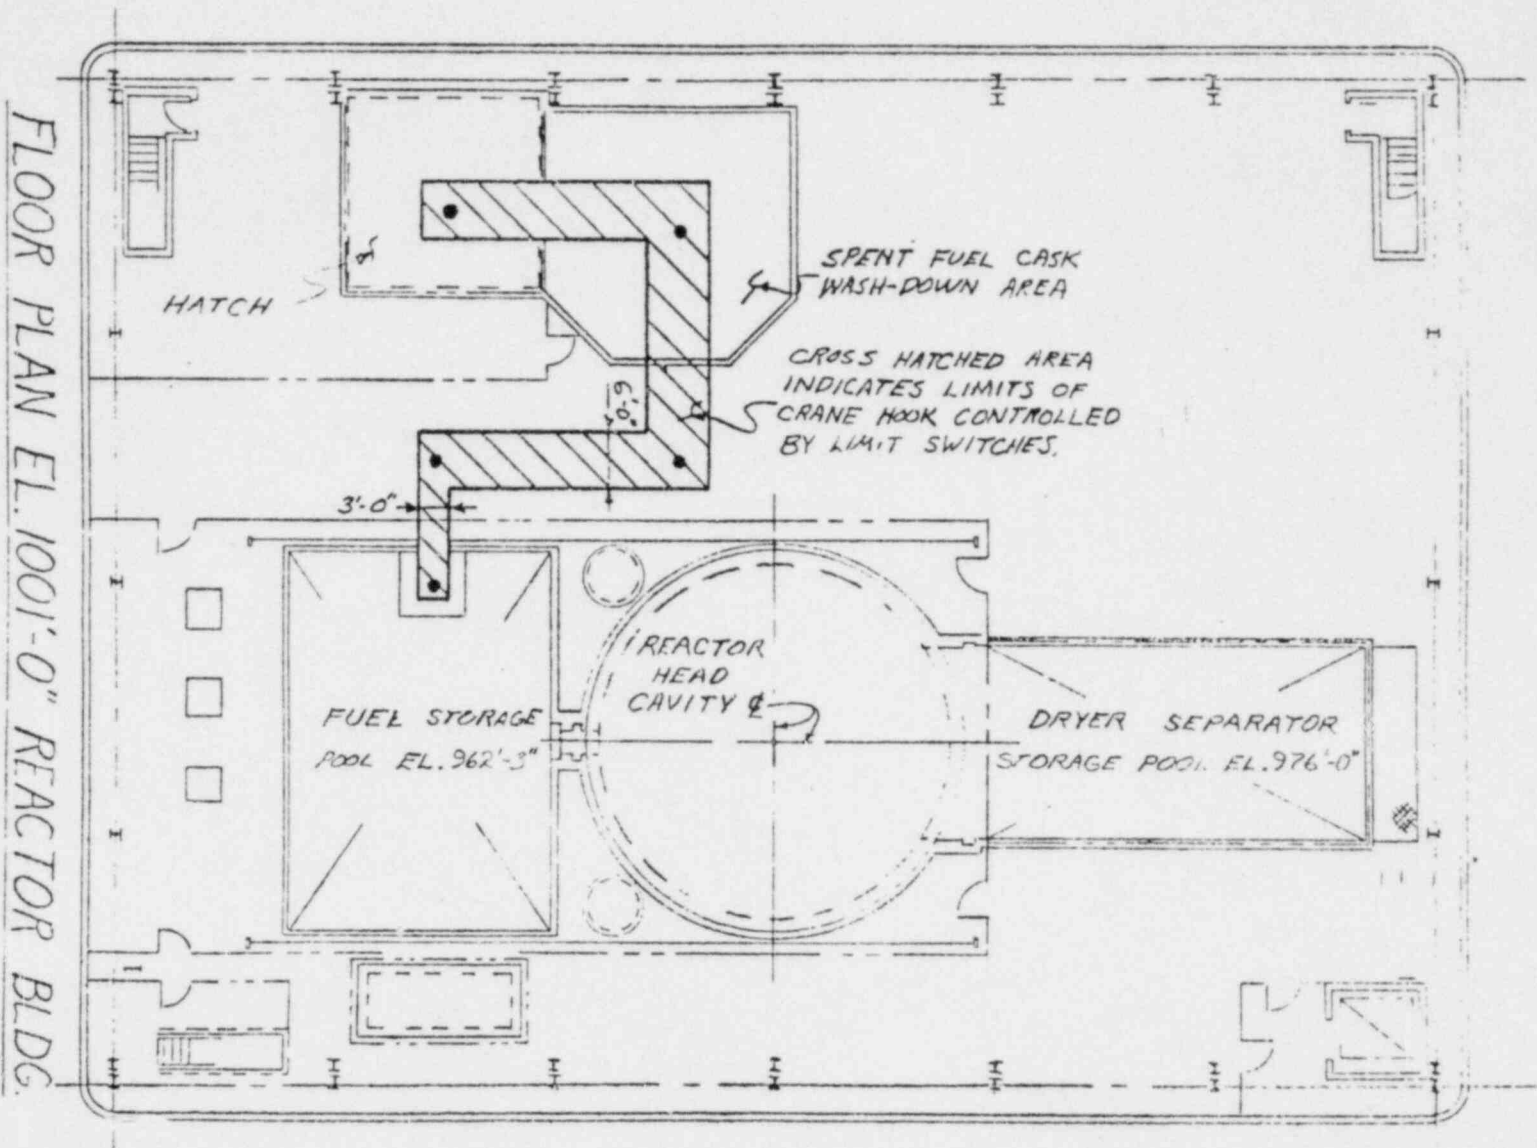 FLOOR PLAN EL. 1001'-0" REACTOR BLDG.
HATCH
SPENT FUEL CASK
WASH-DOWN AREA
CROSS HATCHED AREA
INDICATES LIMITS OF
CRANE HOOK CONTROLLED
BY LIMIT SWITCHES.
6'-0"
3'-0"
REACTOR
HEAD
CAVITY ℄
FUEL STORAGE
POOL EL. 962'-3"
DRYER SEPARATOR
STORAGE POOL EL. 976'-0"